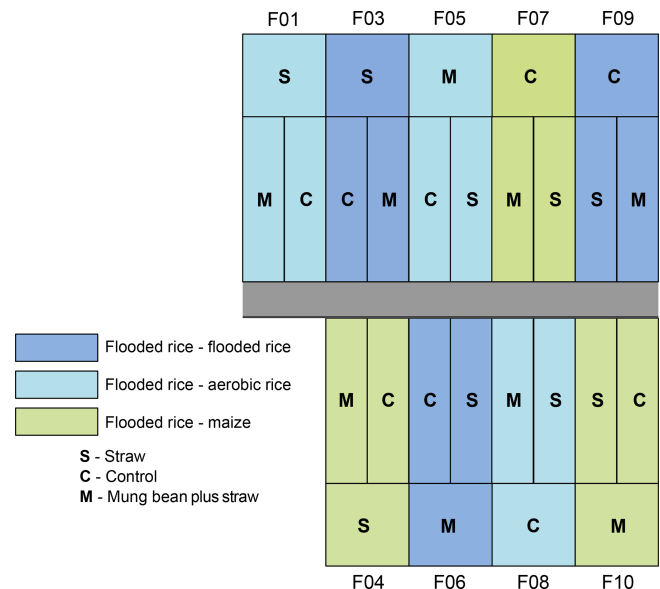 F01 F03 F05 F07 F09
S S M C C
M C C M C S M S S M
Flooded rice - flooded rice
Flooded rice - aerobic rice
Flooded rice - maize
S - Straw
C - Control
M - Mung bean plus straw
M C C S M S S C
S M C M
F04 F06 F08 F10